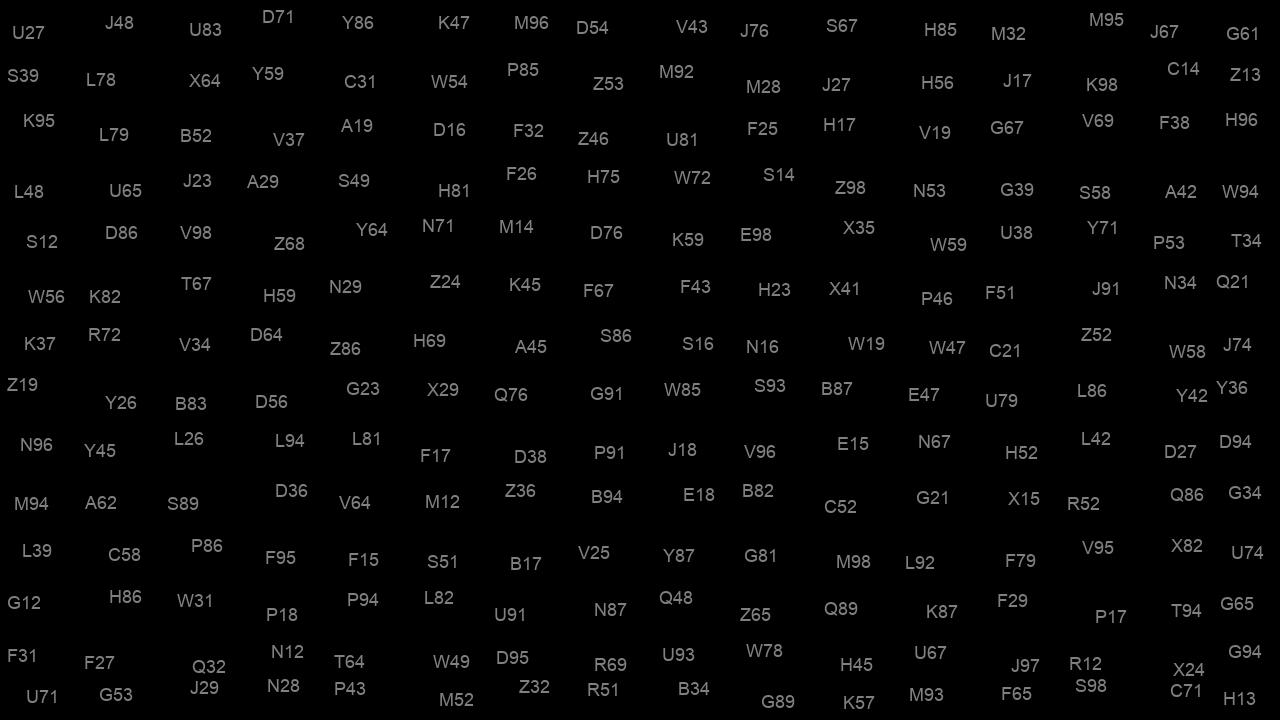 U27 J48 U83 D71 Y86 K47 M96 D54 V43 J76 S67 H85 M32 M95 J67 G61
S39 L78 X64 Y59 C31 W54 P85 Z53 M92 M28 J27 H56 J17 K98 C14 Z13
K95 L79 B52 V37 A19 D16 F32 Z46 U81 F25 H17 V19 G67 V69 F38 H96
L48 U65 J23 A29 S49 H81 F26 H75 W72 S14 Z98 N53 G39 S58 A42 W94
S12 D86 V98 Z68 Y64 N71 M14 D76 K59 E98 X35 W59 U38 Y71 P53 T34
W56 K82 T67 H59 N29 Z24 K45 F67 F43 H23 X41 P46 F51 J91 N34 Q21
K37 R72 V34 D64 Z86 H69 A45 S86 S16 N16 W19 W47 C21 Z52 W58 J74
Z19 Y26 B83 D56 G23 X29 Q76 G91 W85 S93 B87 E47 U79 L86 Y42 Y36
N96 Y45 L26 L94 L81 F17 D38 P91 J18 V96 E15 N67 H52 L42 D27 D94
M94 A62 S89 D36 V64 M12 Z36 B94 E18 B82 C52 G21 X15 R52 Q86 G34
L39 C58 P86 F95 F15 S51 B17 V25 Y87 G81 M98 L92 F79 V95 X82 U74
G12 H86 W31 P18 P94 L82 U91 N87 Q48 Z65 Q89 K87 F29 P17 T94 G65
F31 F27 Q32 N12 T64 W49 D95 R69 U93 W78 H45 U67 J97 R12 X24 G94
U71 G53 J29 N28 P43 M52 Z32 R51 B34 G89 K57 M93 F65 S98 C71 H13